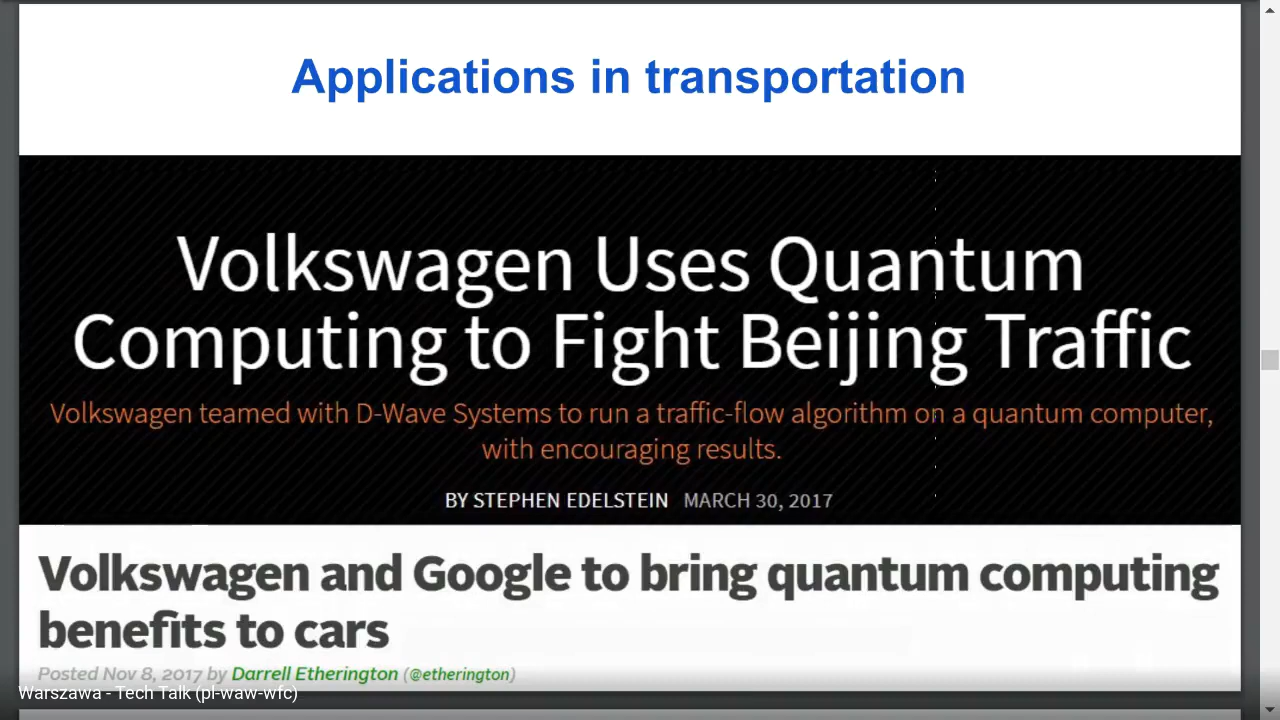 Applications in transportation
Volkswagen Uses Quantum
Computing to Fight Beijing Traffic
Volkswagen teamed with D-Wave Systems to run a traffic-flow algorithm on a quantum computer,
with encouraging results.
BY STEPHEN EDELSTEIN MARCH 30, 2017
Volkswagen and Google to bring quantum computing
benefits to cars
Posted Nov 8, 2017 by Darrell Etherington (@etherington)
Warszawa - Tech Talk (pl-waw-wfc)